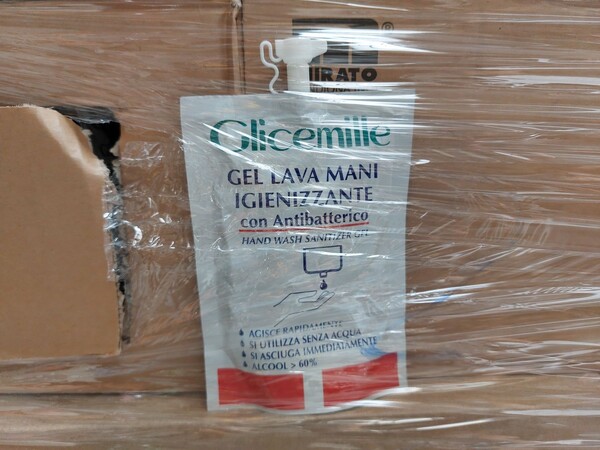 MIRATO
®
Glicemille
GEL LAVA MANI
IGIENIZZANTE
con Antibatterico
HAND WASH SANITIZER GEL
AGISCE RAPIDAMENTE
SI UTILIZZA SENZA ACQUA
SI ASCIUGA IMMEDIATAMENTE
ALCOOL > 60%